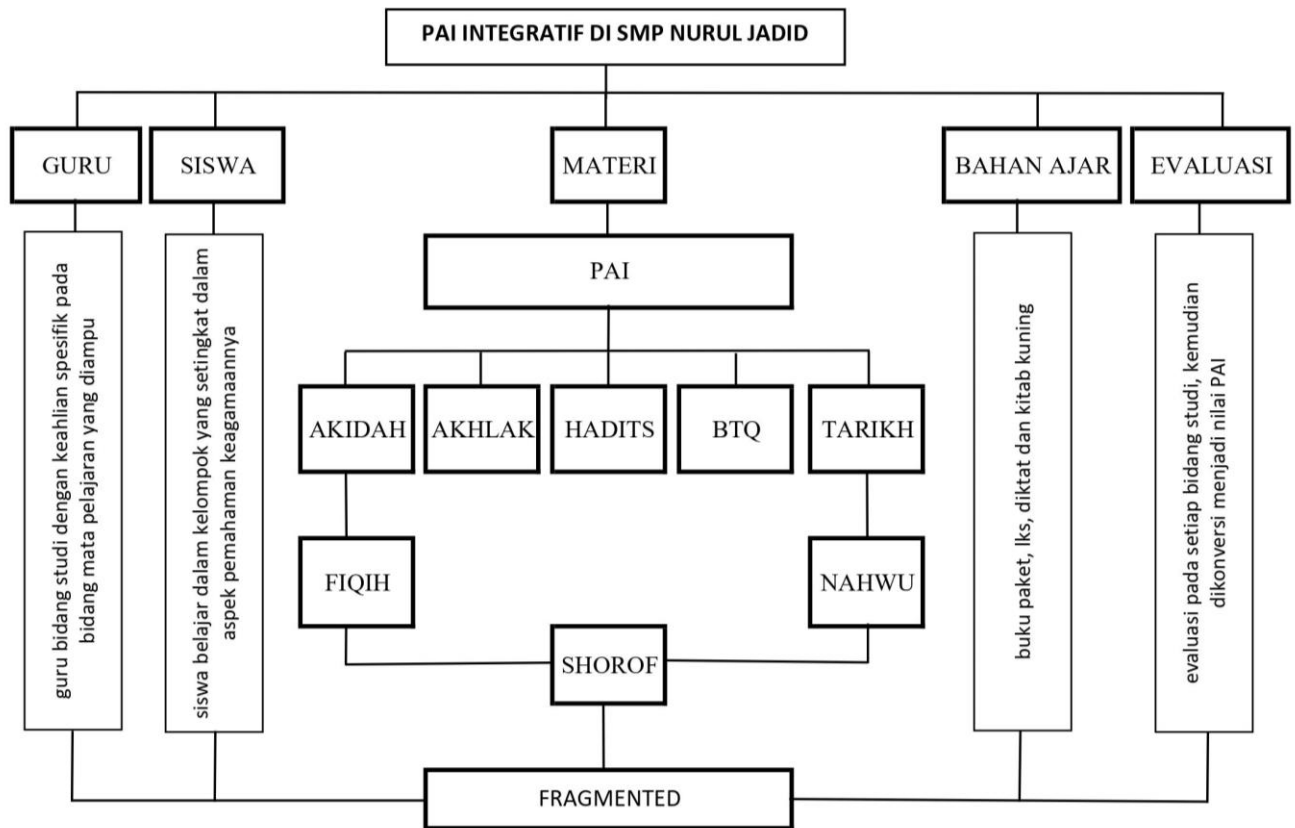 PAI INTEGRATIF DI SMP NURUL JADID
GURU
SISWA
MATERI
BAHAN AJAR
EVALUASI
guru bidang studi dengan keahlian spesifik pada
bidang mata pelajaran yang diampu
siswa belajar dalam kelompok yang setingkat dalam
aspek pemahaman keagamaannya
PAI
AKIDAH
AKHLAK
HADITS
BTQ
TARIKH
FIQIH
NAHWU
SHOROF
buku paket, lks, diktat dan kitab kuning
evaluasi pada setiap bidang studi, kemudian
dikonversi menjadi nilai PAI
FRAGMENTED